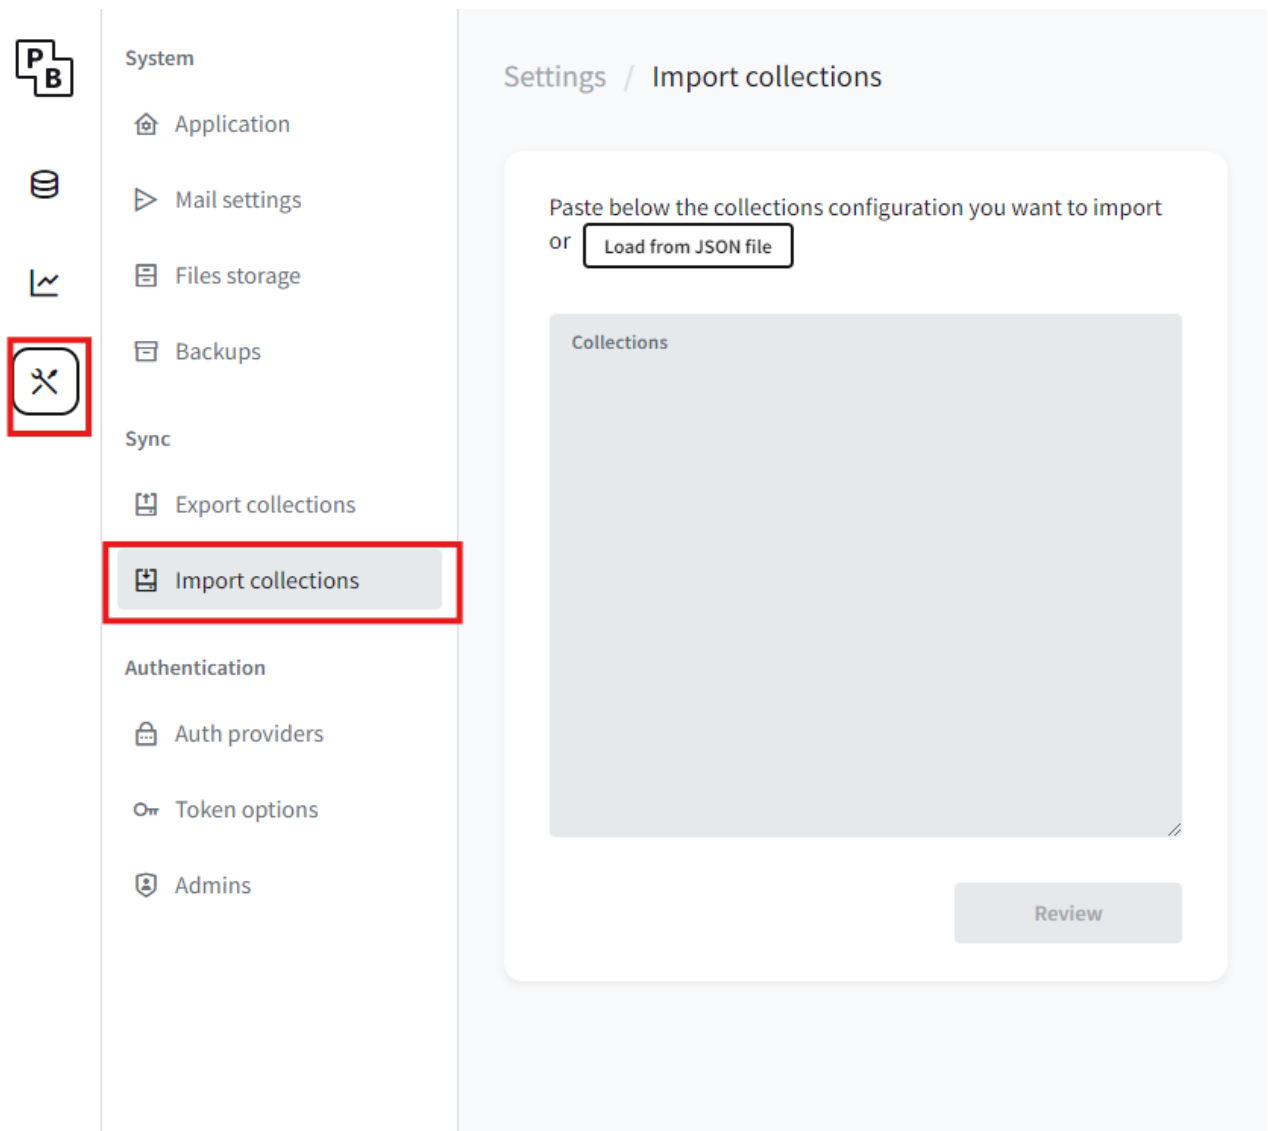 P
B
System
Application
Mail settings
Files storage
Backups
Sync
Export collections
Import collections
Authentication
Auth providers
Token options
Admins
Settings / Import collections
Paste below the collections configuration you want to import
or Load from JSON file
Collections
Review